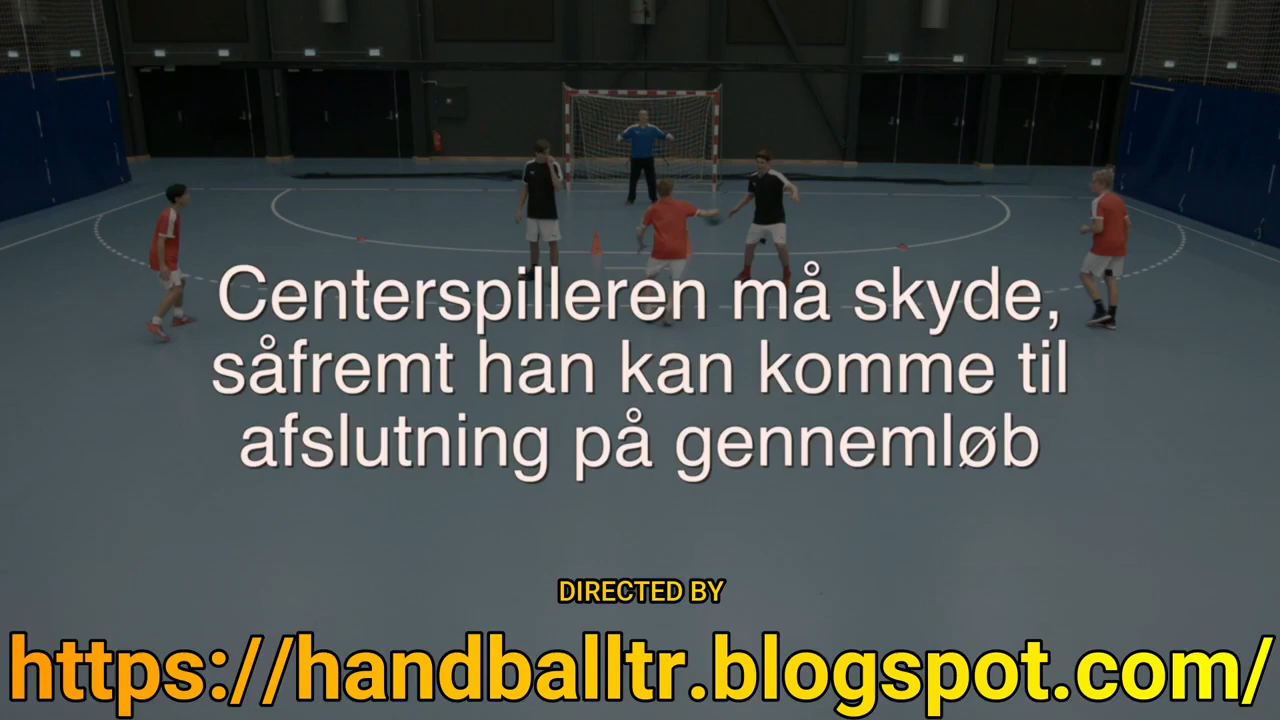 Centerspilleren må skyde,
såfremt han kan komme til
afslutning på gennemløb
DIRECTED BY
https://handballtr.blogspot.com/